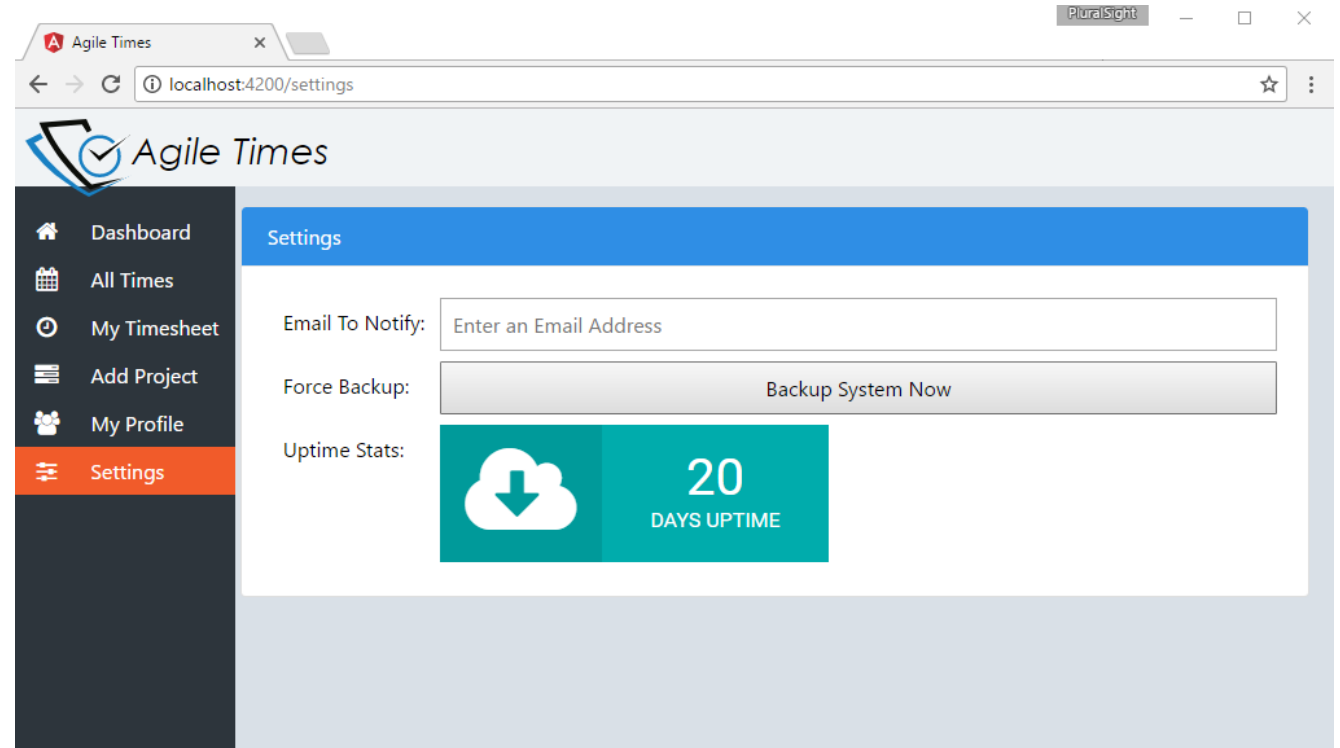 PluralSight
Agile Times
localhost:4200/settings
Agile Times
Dashboard
All Times
My Timesheet
Add Project
My Profile
Settings
Settings
Email To Notify:
Enter an Email Address
Force Backup:
Backup System Now
Uptime Stats:
20
DAYS UPTIME